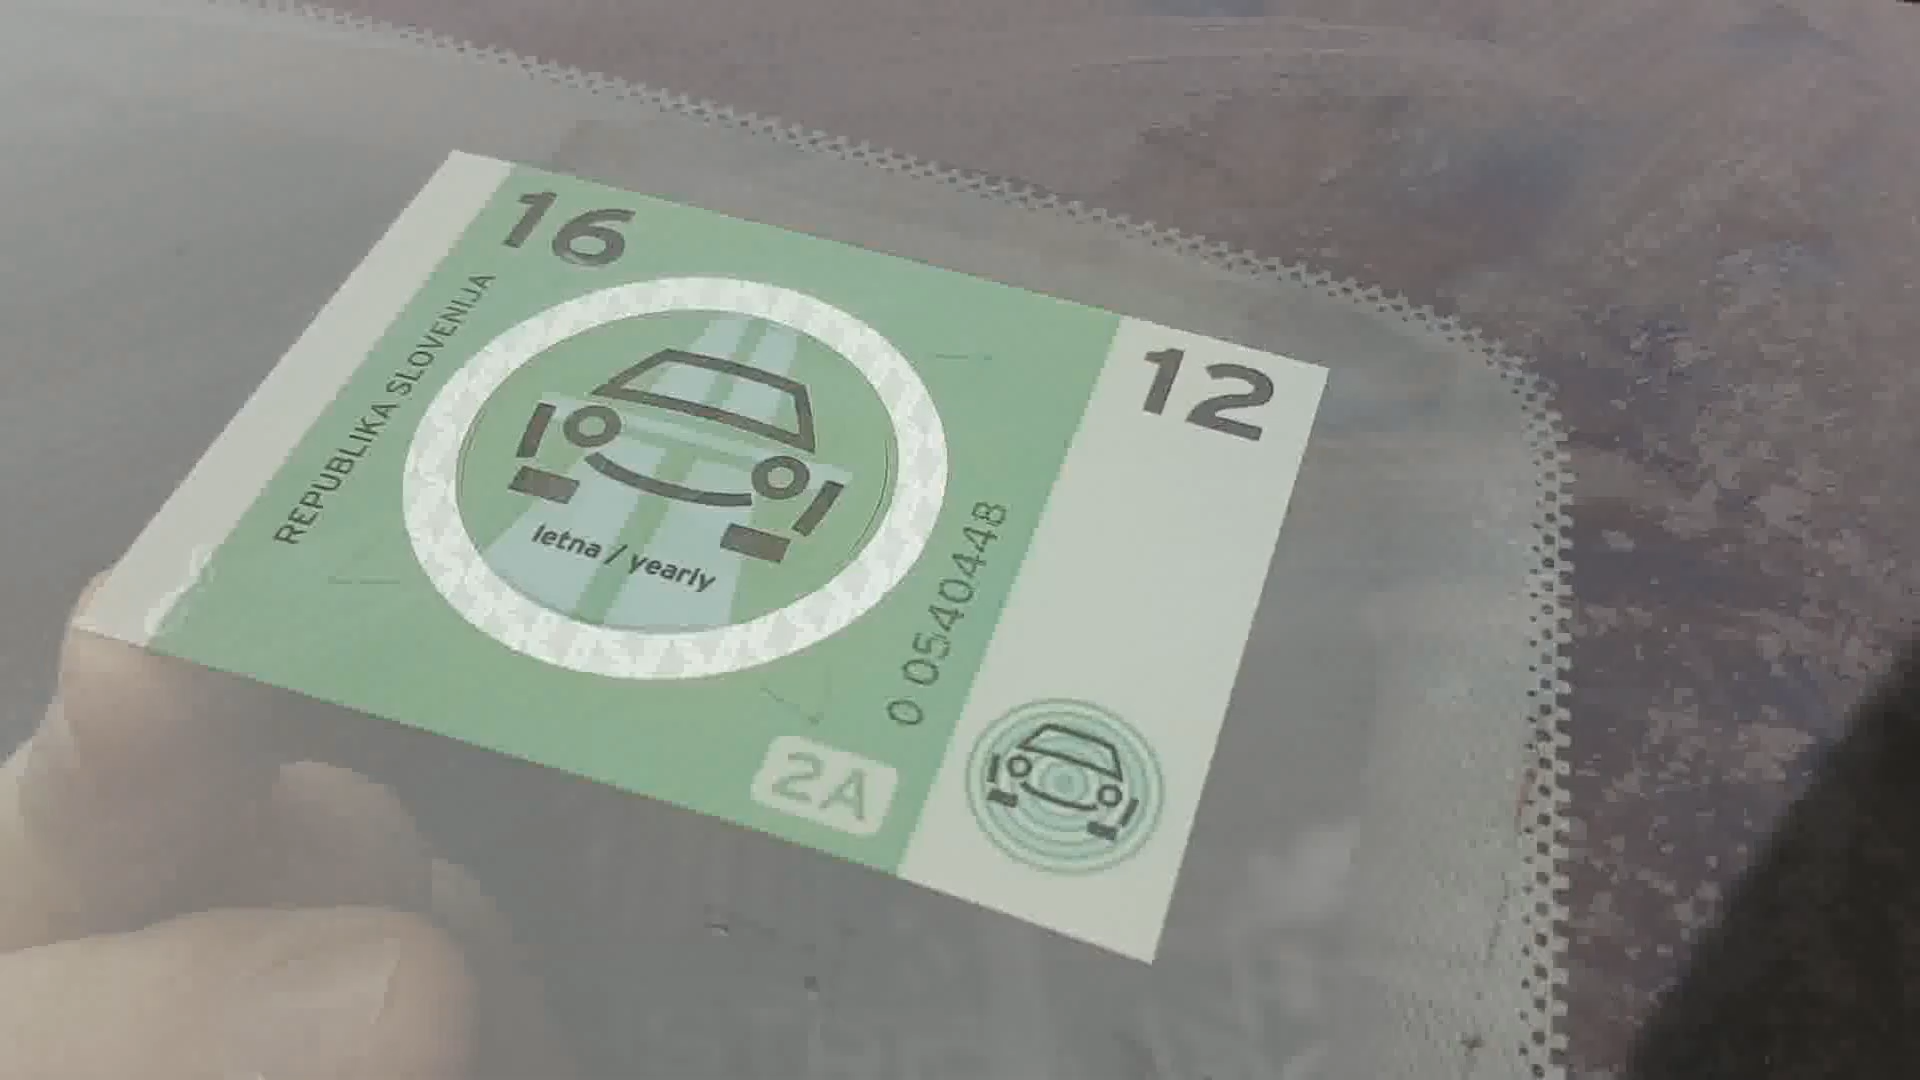 16
REPUBLIKA SLOVENIJA
letna / yearly
0 0540448
2A
12